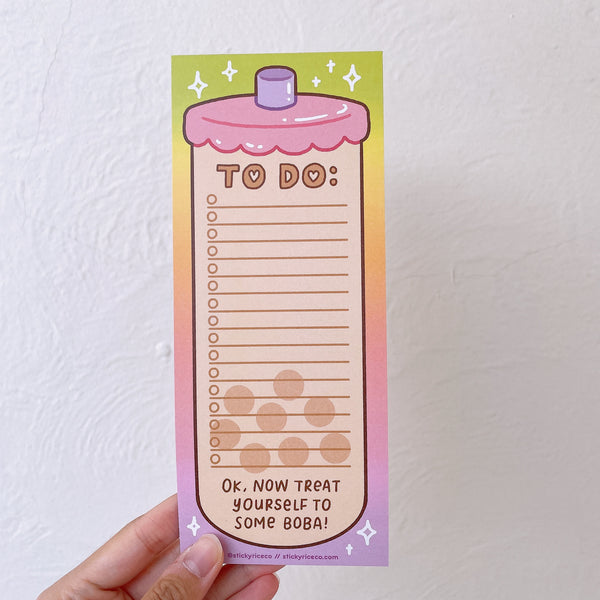 TO DO:
OK, NOW TREAT
YOURSELF TO
SOME BOBA!
@stickyriceco // stickyriceco.com